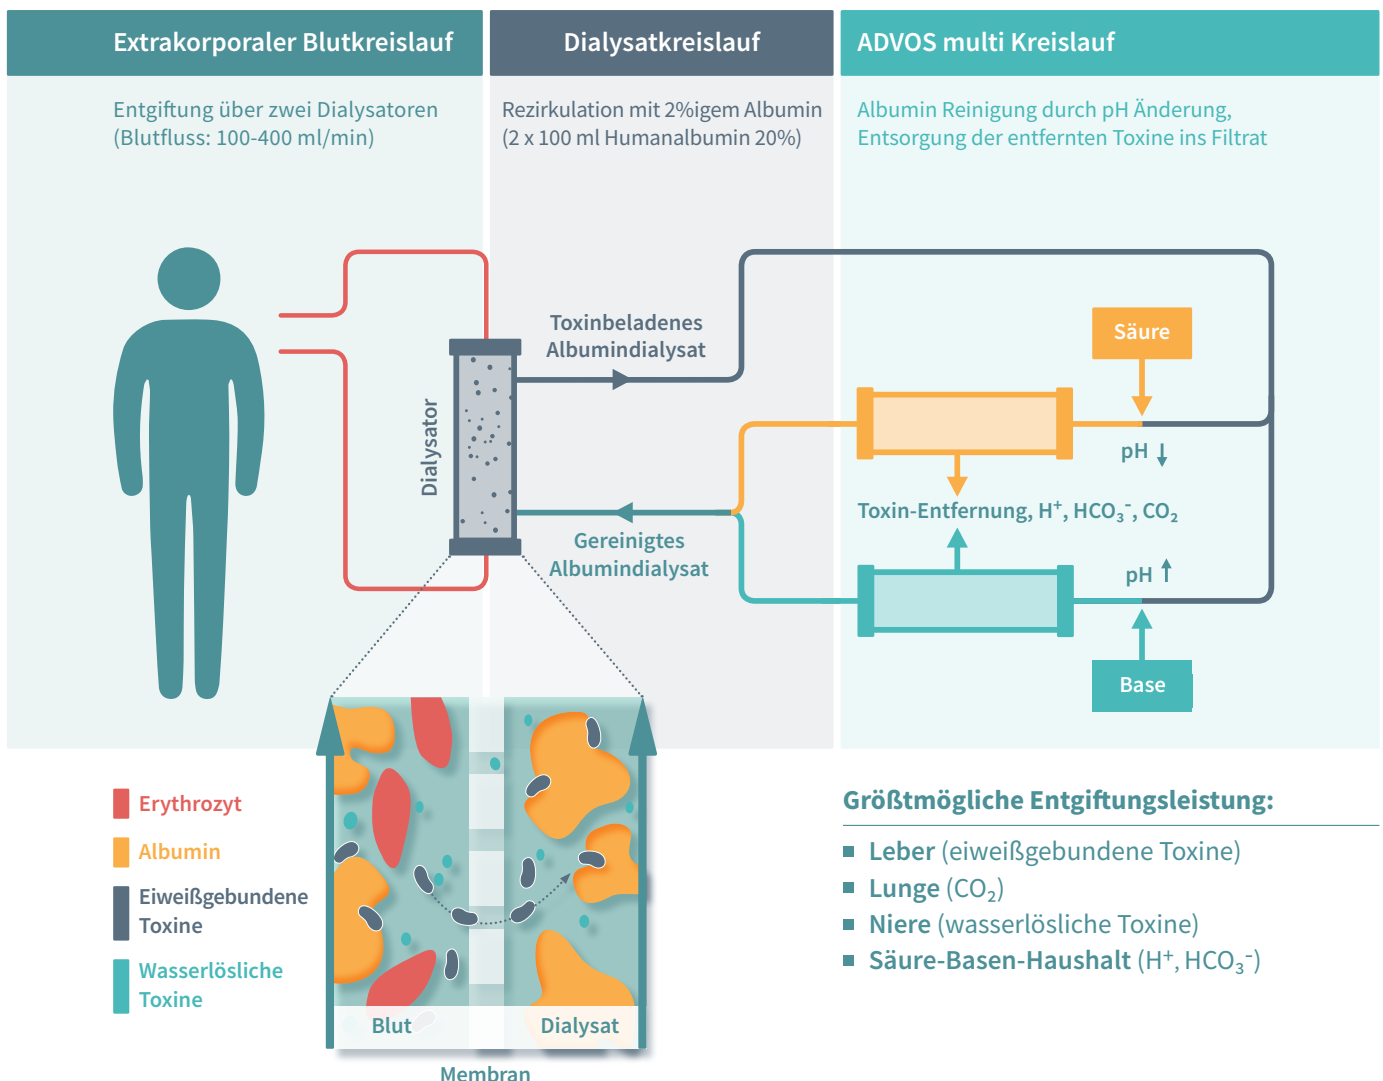 Extrakorporaler Blutkreislauf
Entgiftung über zwei Dialysatoren
(Blutfluss: 100-400 ml/min)
Dialysatkreislauf
Rezirkulation mit 2%igem Albumin
(2 x 100 ml Humanalbumin 20%)
ADVOS multi Kreislauf
Albumin Reinigung durch pH Änderung,
Entsorgung der entfernten Toxine ins Filtrat
Dialysator
Toxinbeladenes
Albumindialysat
Gereinigtes
Albumindialysat
Säure
pH ↓
Toxin-Entfernung, H⁺, HCO₃⁻, CO₂
pH ↑
Base
Erythrozyt
Albumin
Eiweißgebundene
Toxine
Wasserlösliche
Toxine
Blut
Dialysat
Membran
Größtmögliche Entgiftungsleistung:
▪ Leber (eiweißgebundene Toxine)
▪ Lunge (CO₂)
▪ Niere (wasserlösliche Toxine)
▪ Säure-Basen-Haushalt (H⁺, HCO₃⁻)